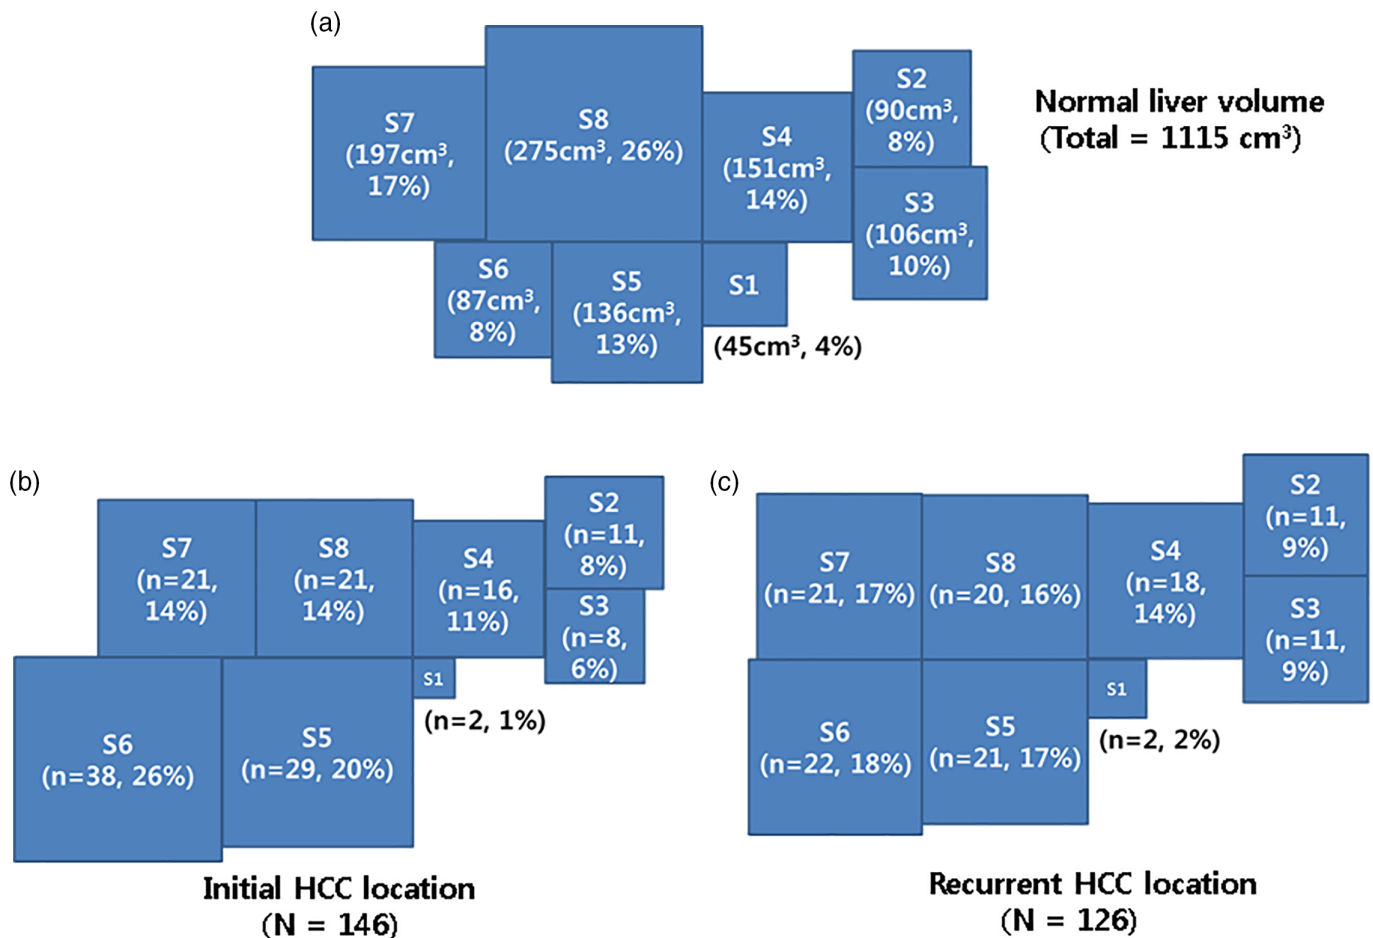 (a)
S7
(197cm³,
17%)
S8
(275cm³, 26%)
S4
(151cm³,
14%)
S2
(90cm³,
8%)
S3
(106cm³,
10%)
S6
(87cm³,
8%)
S5
(136cm³,
13%)
S1
(45cm³, 4%)
Normal liver volume
(Total = 1115 cm³)
(b)
S7
(n=21,
14%)
S8
(n=21,
14%)
S4
(n=16,
11%)
S2
(n=11,
8%)
S3
(n=8,
6%)
S6
(n=38, 26%)
S5
(n=29, 20%)
S1
(n=2, 1%)
Initial HCC location
(N = 146)
(c)
S7
(n=21, 17%)
S8
(n=20, 16%)
S4
(n=18,
14%)
S2
(n=11,
9%)
S3
(n=11,
9%)
S6
(n=22, 18%)
S5
(n=21, 17%)
S1
(n=2, 2%)
Recurrent HCC location
(N = 126)